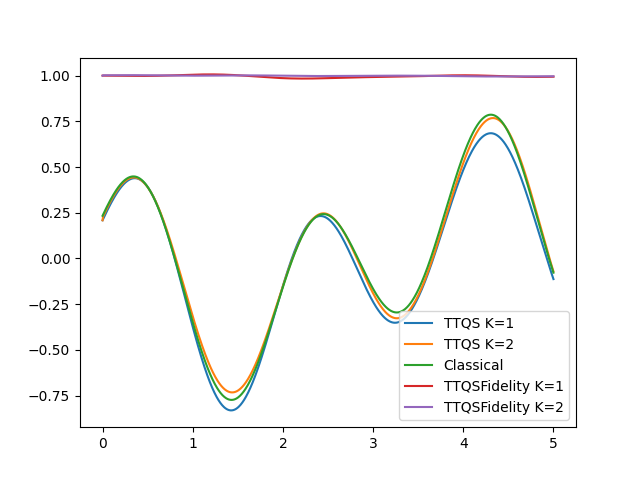 1.00
0.75
0.50
0.25
0.00
−0.25
−0.50
−0.75
0 1 2 3 4 5
TTQS K=1
TTQS K=2
Classical
TTQSFidelity K=1
TTQSFidelity K=2